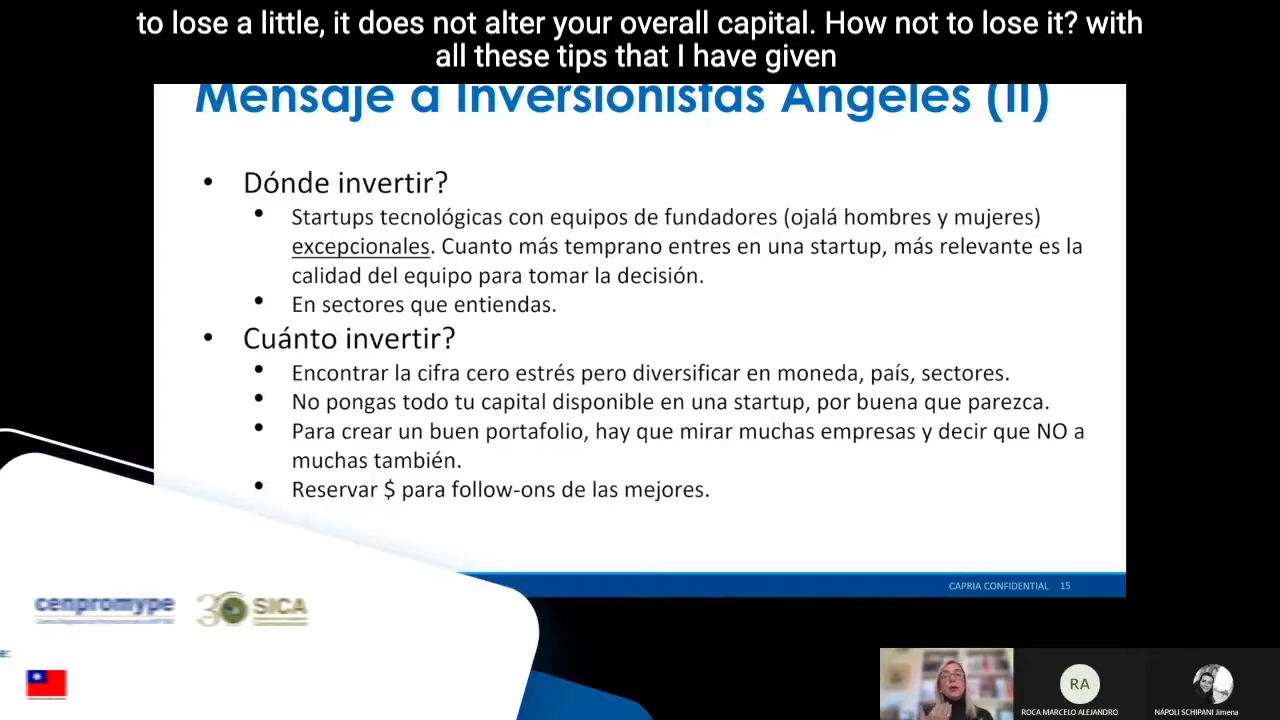 to lose a little, it does not alter your overall capital. How not to lose it? with
all these tips that I have given
Mensaje a Inversionistas Ángeles (II)
• Dónde invertir?
• Startups tecnológicas con equipos de fundadores (ojalá hombres y mujeres)
excepcionales. Cuanto más temprano entres en una startup, más relevante es la
calidad del equipo para tomar la decisión.
• En sectores que entiendas.
• Cuánto invertir?
• Encontrar la cifra cero estrés pero diversificar en moneda, país, sectores.
• No pongas todo tu capital disponible en una startup, por buena que parezca.
• Para crear un buen portafolio, hay que mirar muchas empresas y decir que NO a
muchas también.
• Reservar $ para follow-ons de las mejores.
CAPRIA CONFIDENTIAL 15
cenpromype
30 SICA
RA
ROCA MARCELO ALEJANDRO
NÁPOLI SCHIPANI Jimena